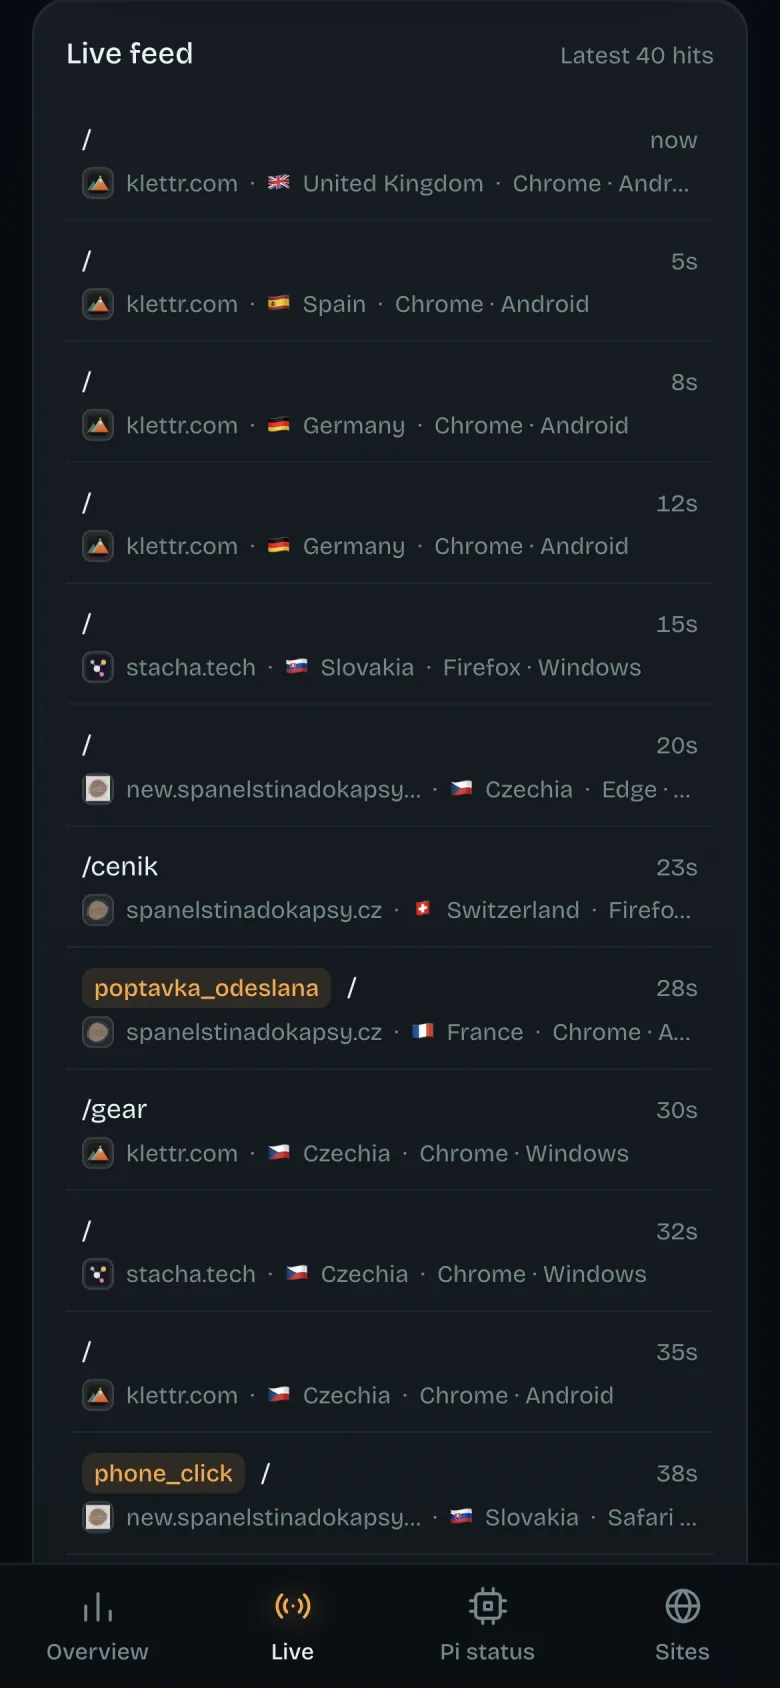 Live feed Latest 40 hits
/ now
klettr.com · United Kingdom · Chrome · Andr...
/ 5s
klettr.com · Spain · Chrome · Android
/ 8s
klettr.com · Germany · Chrome · Android
/ 12s
klettr.com · Germany · Chrome · Android
/ 15s
stacha.tech · Slovakia · Firefox · Windows
/ 20s
new.spanelstinadokapsy... · Czechia · Edge · ...
/cenik 23s
spanelstinadokapsy.cz · Switzerland · Firefo...
poptavka_odeslana / 28s
spanelstinadokapsy.cz · France · Chrome · A...
/gear 30s
klettr.com · Czechia · Chrome · Windows
/ 32s
stacha.tech · Czechia · Chrome · Windows
/ 35s
klettr.com · Czechia · Chrome · Android
phone_click / 38s
new.spanelstinadokapsy... · Slovakia · Safari ...
Overview Live Pi status Sites